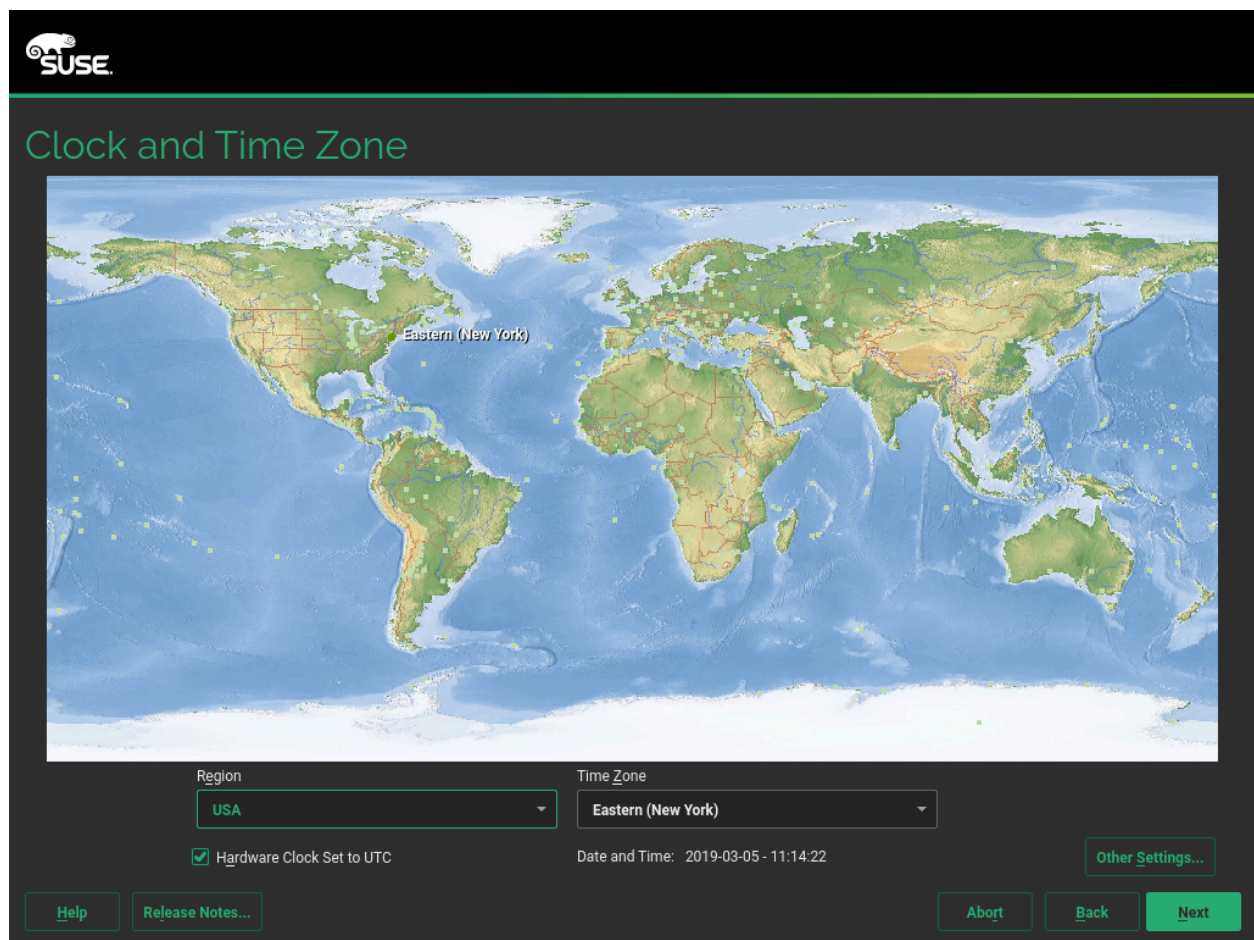 SUSE.
Clock and Time Zone
Eastern (New York)
Region
Time Zone
USA
Eastern (New York)
Hardware Clock Set to UTC
Date and Time: 2019-03-05 - 11:14:22
Other Settings...
Help
Release Notes...
Abort
Back
Next